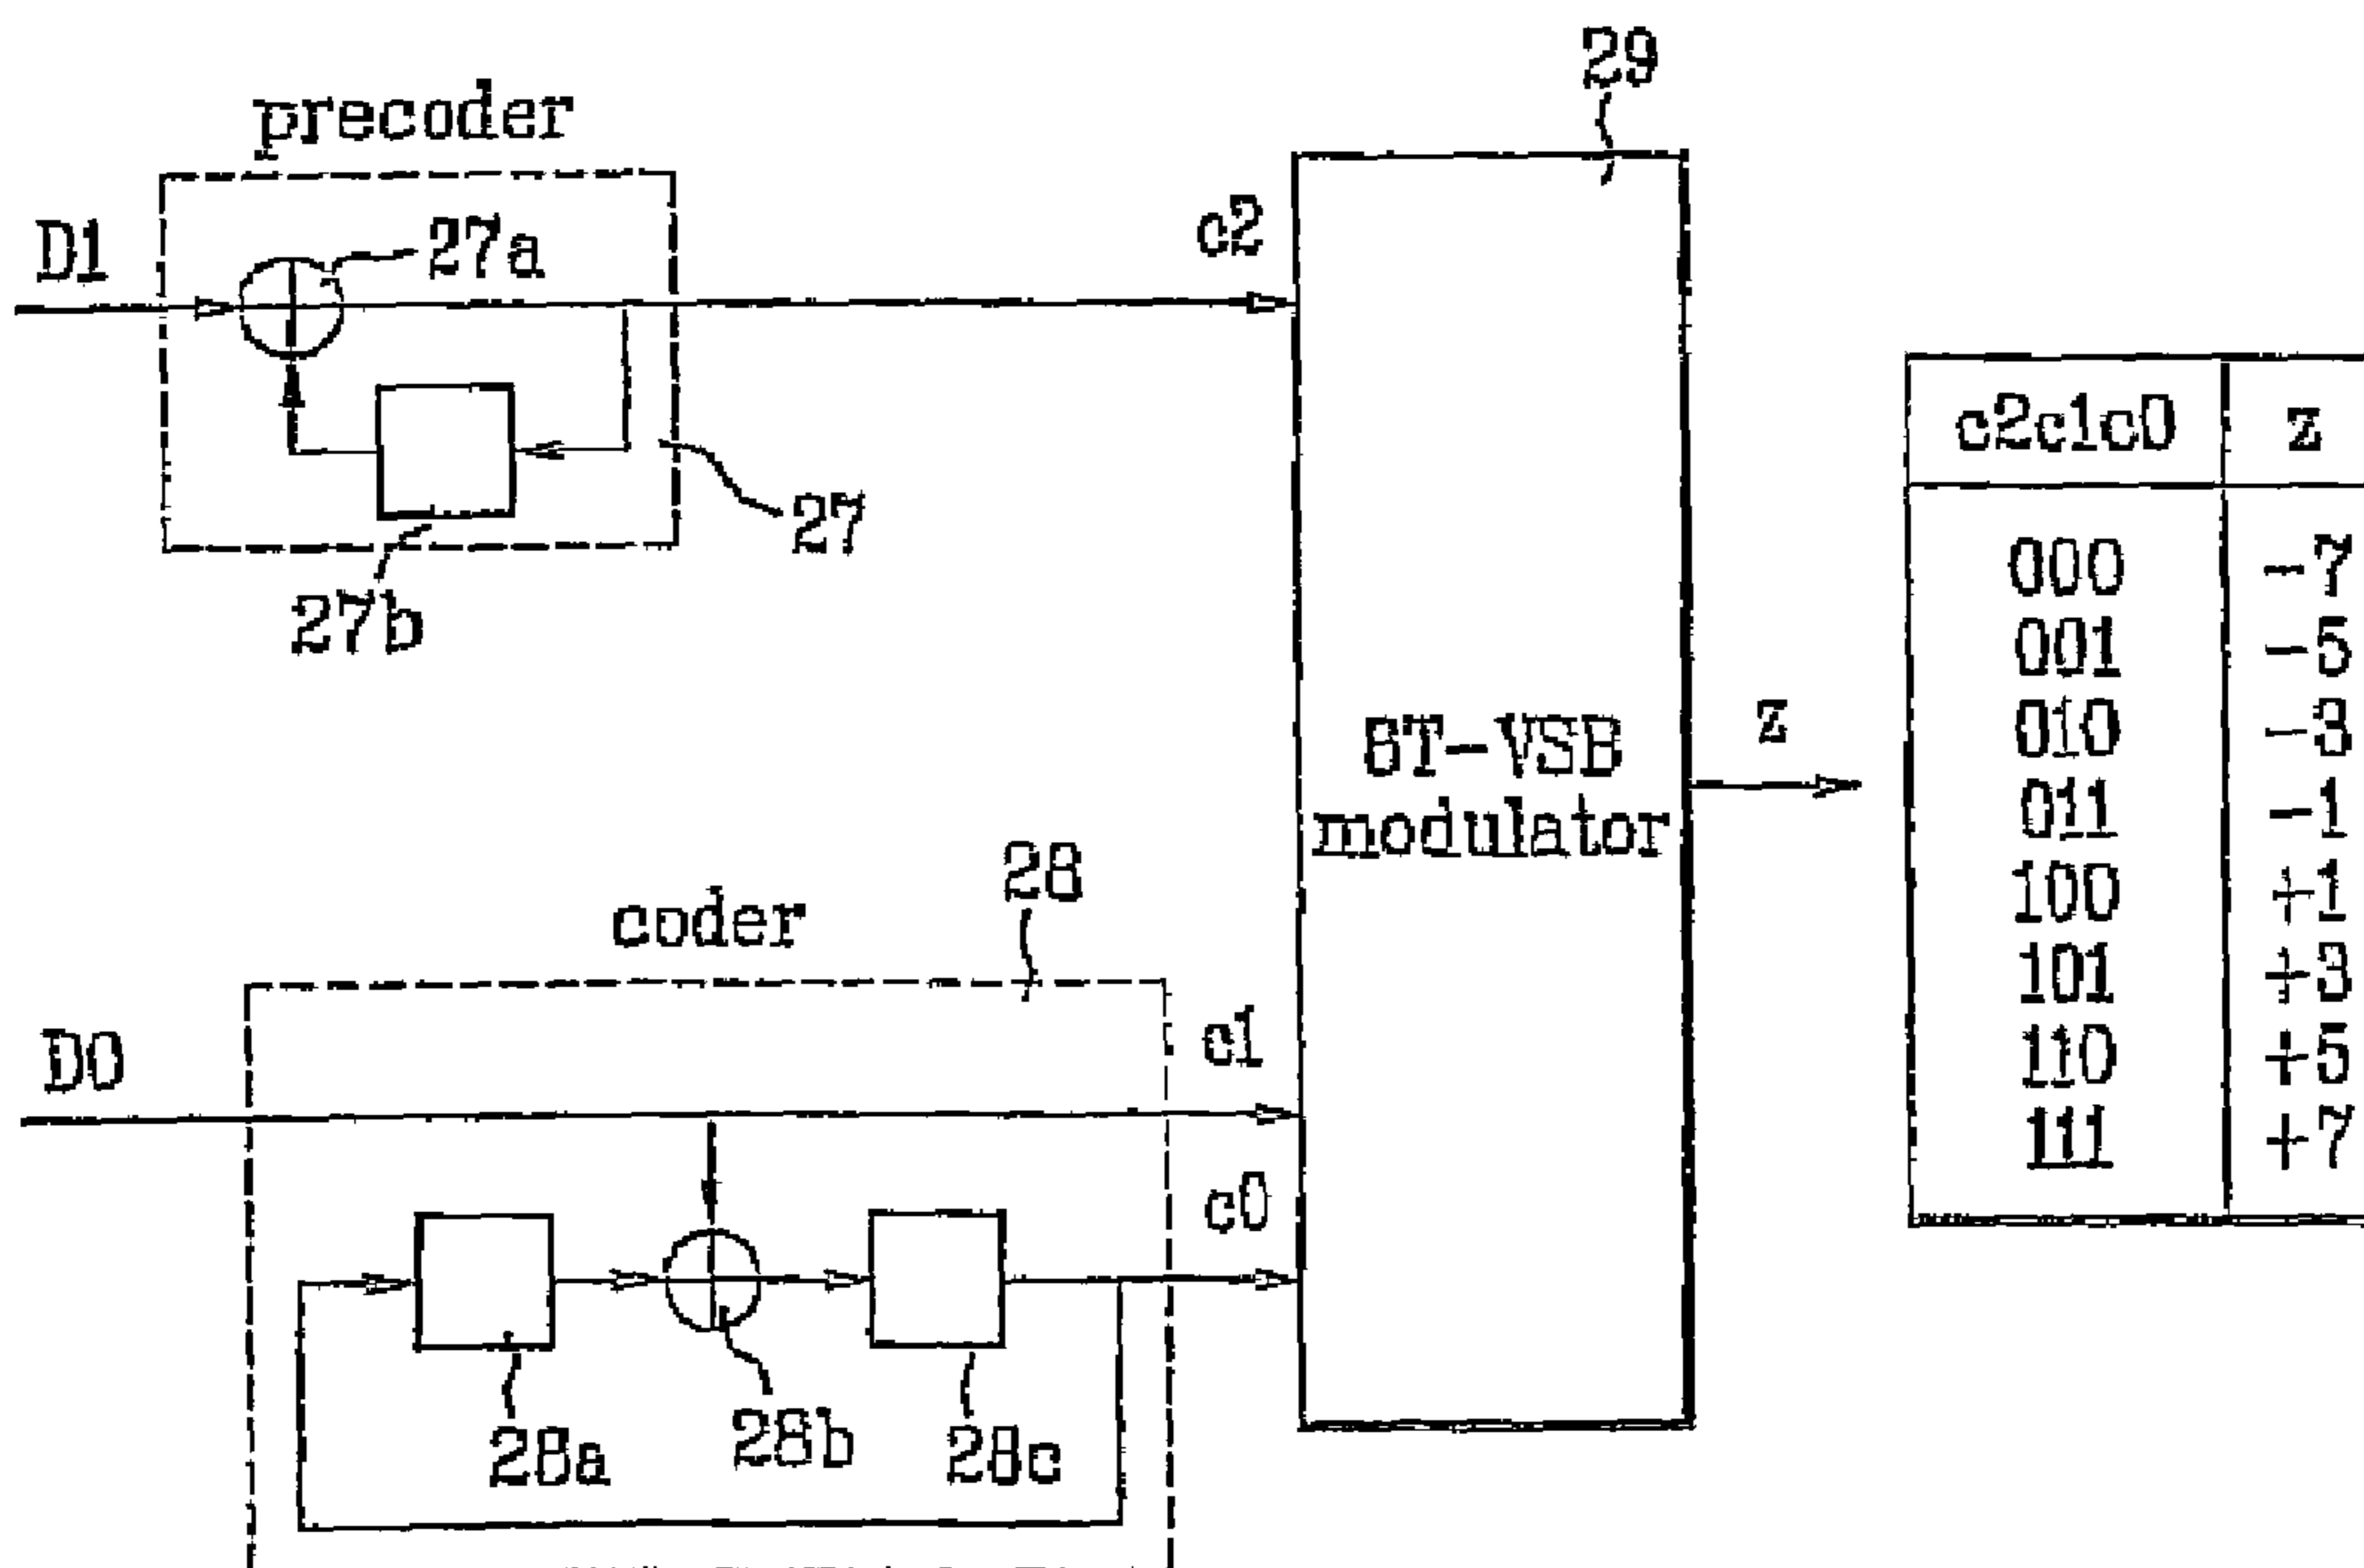 29
precoder
D1
27a
c2
27
27b
c2c1c0 z
000 -7
001 -5
010 -3
011 -1
100 +1
101 +3
110 +5
111 +7
z
8T-VSB
modulator
28
coder
D0
c1
c0
28a
28b
28c